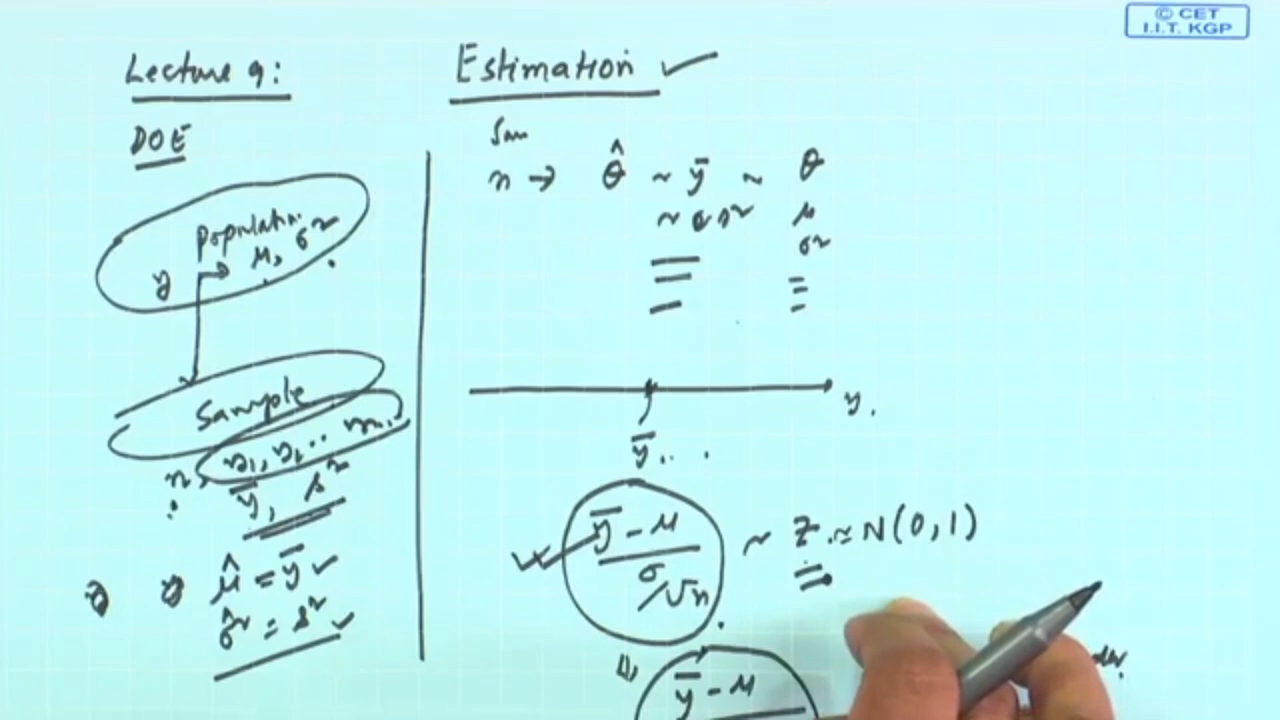 © CET
I.I.T. KGP
Lecture 9:
DOE
population
y → μ, σ²
Sample
n, y₁, y₂ .. yₙ.
ȳ, s²
μ̂ = ȳ ✓
σ̂² = s² ✓
Estimation ✓
Sam
n → θ̂ ~ ȳ ~ θ
~ s² μ
σ²
y.
ȳ..
ȳ - μ
σ/√n
~ Z ≈ N(0, 1)
ȳ - μ